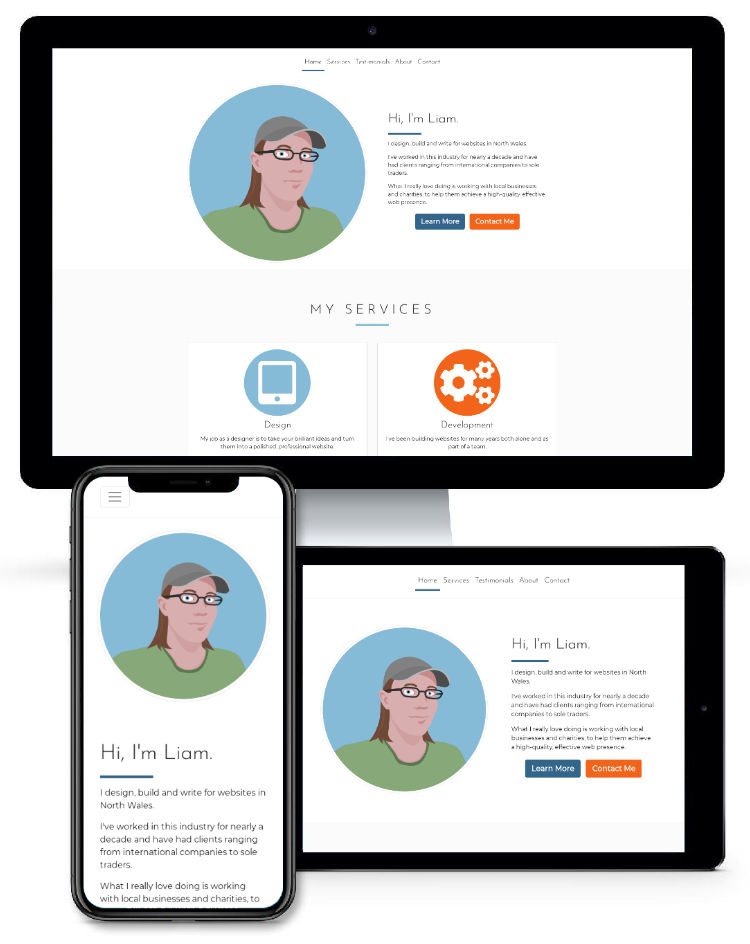 Home Services Testimonials About Contact
Hi, I'm Liam.
I design, build and write for websites in North Wales.
I've worked in this industry for nearly a decade and have
had clients ranging from international companies to sole
traders.
What I really love doing is working with local businesses
and charities, to help them achieve a high-quality, effective
web presence.
Learn More Contact Me
MY SERVICES
Design
My job as a designer is to take your brilliant ideas and turn
them into a polished, professional website.
Development
I've been building websites for many years both alone and as
part of a team.
Hi, I'm Liam.
I design, build and write for websites in
North Wales.
I've worked in this industry for nearly a
decade and have had clients ranging
from international companies to sole
traders.
What I really love doing is working
with local businesses and charities, to
Home Services Testimonials About Contact
Hi, I'm Liam.
I design, build and write for websites in North
Wales.
I've worked in this industry for nearly a decade
and have had clients ranging from international
companies to sole traders.
What I really love doing is working with local
businesses and charities, to help them achieve
a high-quality, effective web presence.
Learn More Contact Me